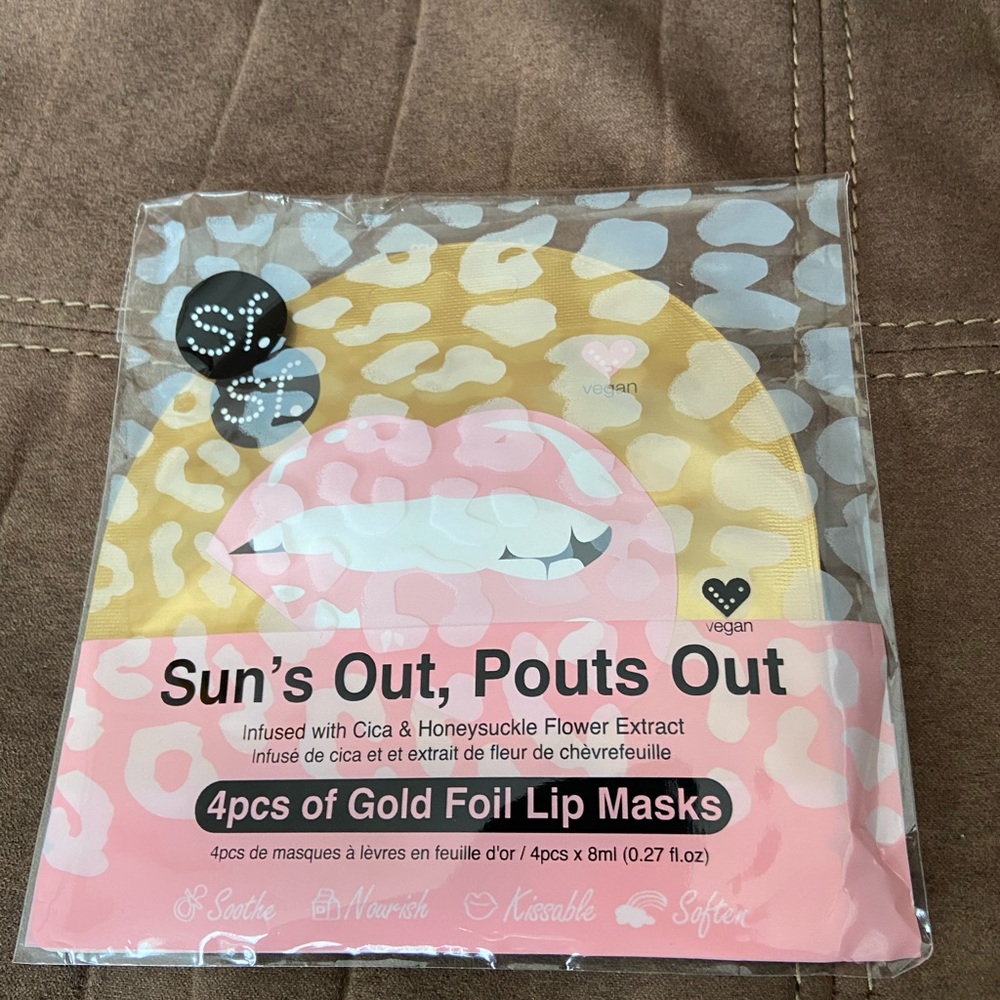 sf.
sf.
vegan
vegan
Sun's Out, Pouts Out
Infused with Cica & Honeysuckle Flower Extract
Infusé de cica et et extrait de fleur de chèvrefeuille
4pcs of Gold Foil Lip Masks
4pcs de masques à lèvres en feuille d'or / 4pcs x 8ml (0.27 fl.oz)
Soothe Nourish Kissable Soften